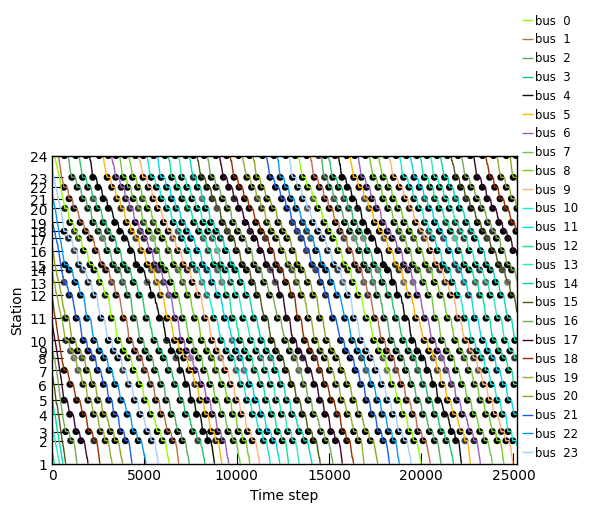 bus 0
bus 1
bus 2
bus 3
bus 4
bus 5
bus 6
bus 7
bus 8
bus 9
bus 10
bus 11
bus 12
bus 13
bus 14
bus 15
bus 16
bus 17
bus 18
bus 19
bus 20
bus 21
bus 22
bus 23
24
23
22
21
20
19
18
17
16
15
14
13
12
11
10
9
8
7
6
5
4
3
2
1
Station
0 5000 10000 15000 20000 25000
Time step